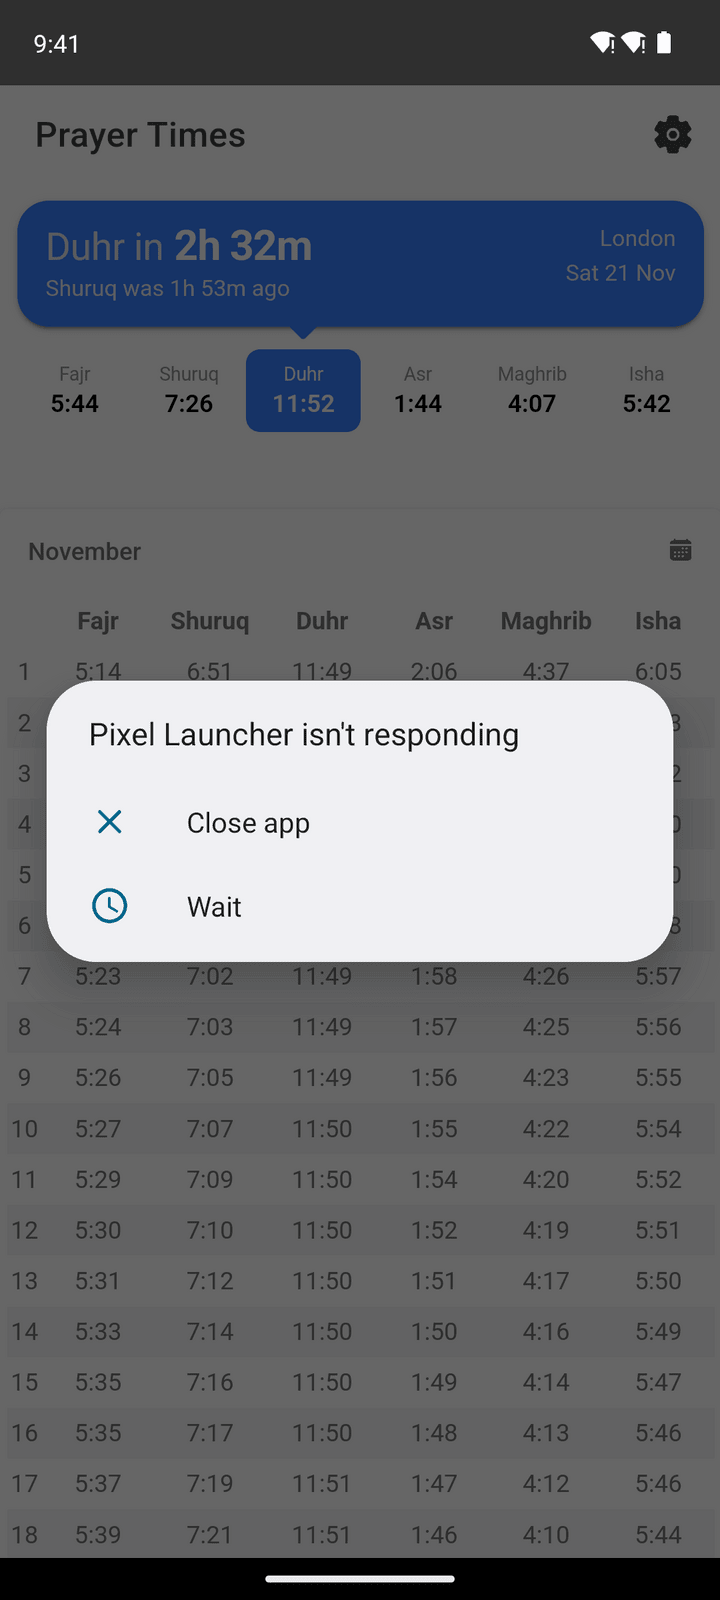 9:41
Prayer Times
Duhr in 2h 32m
Shuruq was 1h 53m ago
London
Sat 21 Nov
Fajr Shuruq Duhr Asr Maghrib Isha
5:44 7:26 11:52 1:44 4:07 5:42
November
Fajr Shuruq Duhr Asr Maghrib Isha
1 5:14 6:51 11:49 2:06 4:37 6:05
2
Pixel Launcher isn't responding
3
Close app
4
5
Wait
6
7 5:23 7:02 11:49 1:58 4:26 5:57
8 5:24 7:03 11:49 1:57 4:25 5:56
9 5:26 7:05 11:49 1:56 4:23 5:55
10 5:27 7:07 11:50 1:55 4:22 5:54
11 5:29 7:09 11:50 1:54 4:20 5:52
12 5:30 7:10 11:50 1:52 4:19 5:51
13 5:31 7:12 11:50 1:51 4:17 5:50
14 5:33 7:14 11:50 1:50 4:16 5:49
15 5:35 7:16 11:50 1:49 4:14 5:47
16 5:35 7:17 11:50 1:48 4:13 5:46
17 5:37 7:19 11:51 1:47 4:12 5:46
18 5:39 7:21 11:51 1:46 4:10 5:44